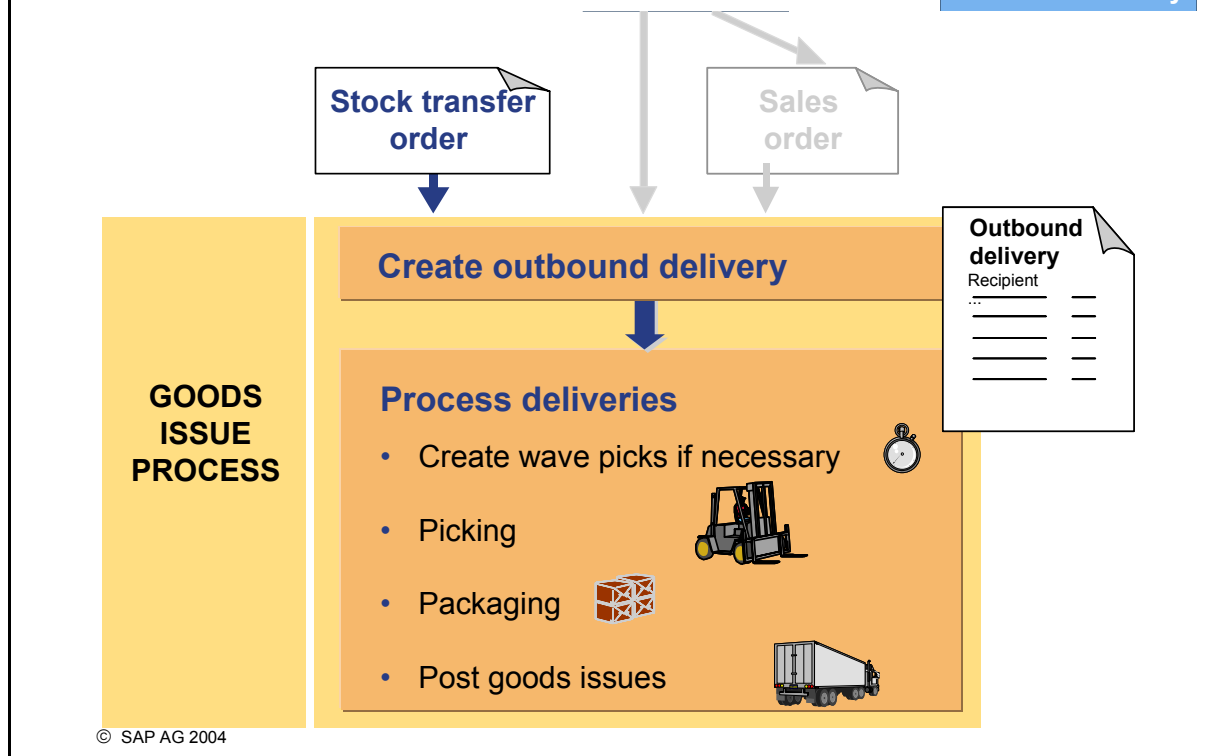 Stock transfer
order
Sales
order
Outbound
delivery
Recipient
...
Create outbound delivery
GOODS
ISSUE
PROCESS
Process deliveries
• Create wave picks if necessary
• Picking
• Packaging
• Post goods issues
© SAP AG 2004